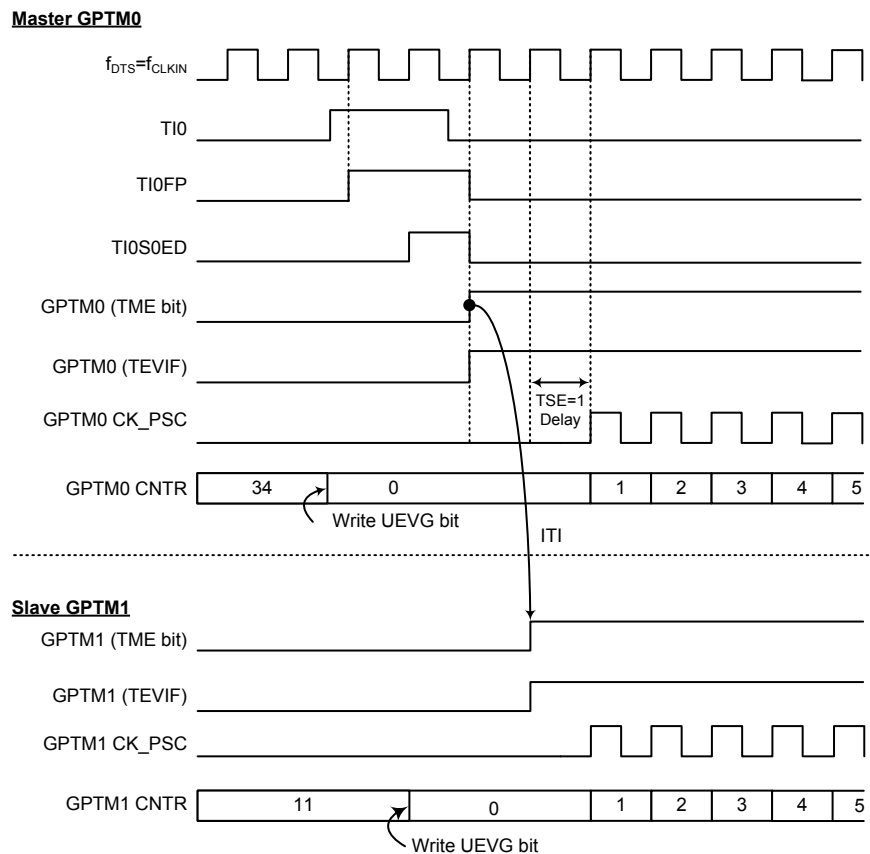 Master GPTM0
fDTS=fCLKIN
TI0
TI0FP
TI0S0ED
GPTM0 (TME bit)
GPTM0 (TEVIF)
TSE=1
Delay
GPTM0 CK_PSC
GPTM0 CNTR 34 0 1 2 3 4 5
Write UEVG bit
ITI
Slave GPTM1
GPTM1 (TME bit)
GPTM1 (TEVIF)
GPTM1 CK_PSC
GPTM1 CNTR 11 0 1 2 3 4 5
Write UEVG bit